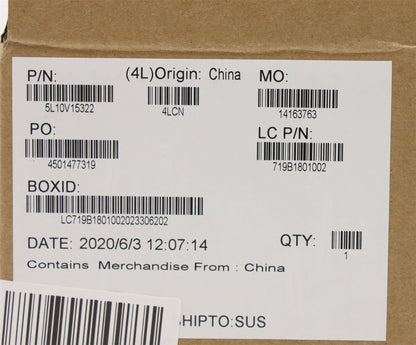 P/N: (4L)Origin: China MO:
5L10V15322 4LCN 14163763
PO: LC P/N:
4501477319 719B1801002
BOXID:
LC719B1801002023306202
DATE: 2020/6/3 12:07:14 QTY:
1
Contains Merchandise From : China
SHIPTO:SUS